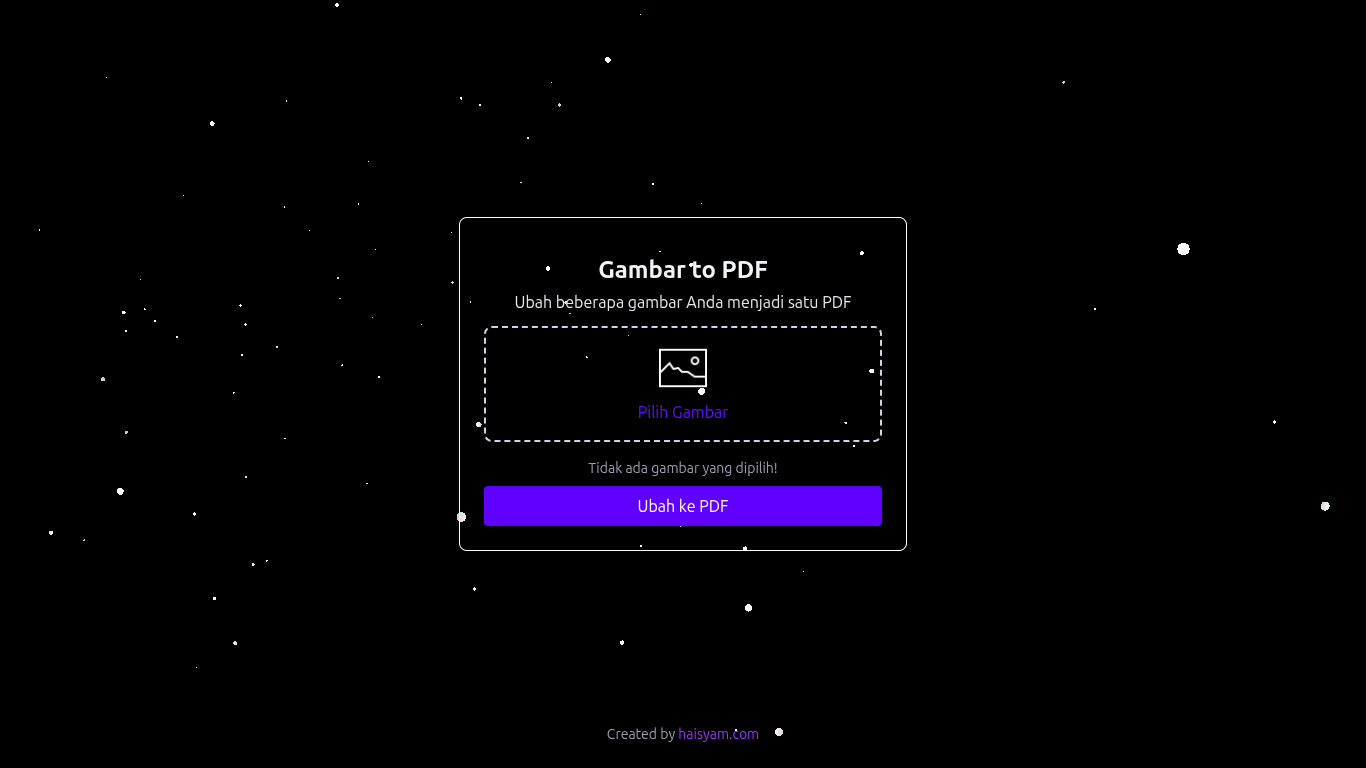 Gambar to PDF
Ubah beberapa gambar Anda menjadi satu PDF
Pilih Gambar
Tidak ada gambar yang dipilih!
Ubah ke PDF
Created by haisyam.com